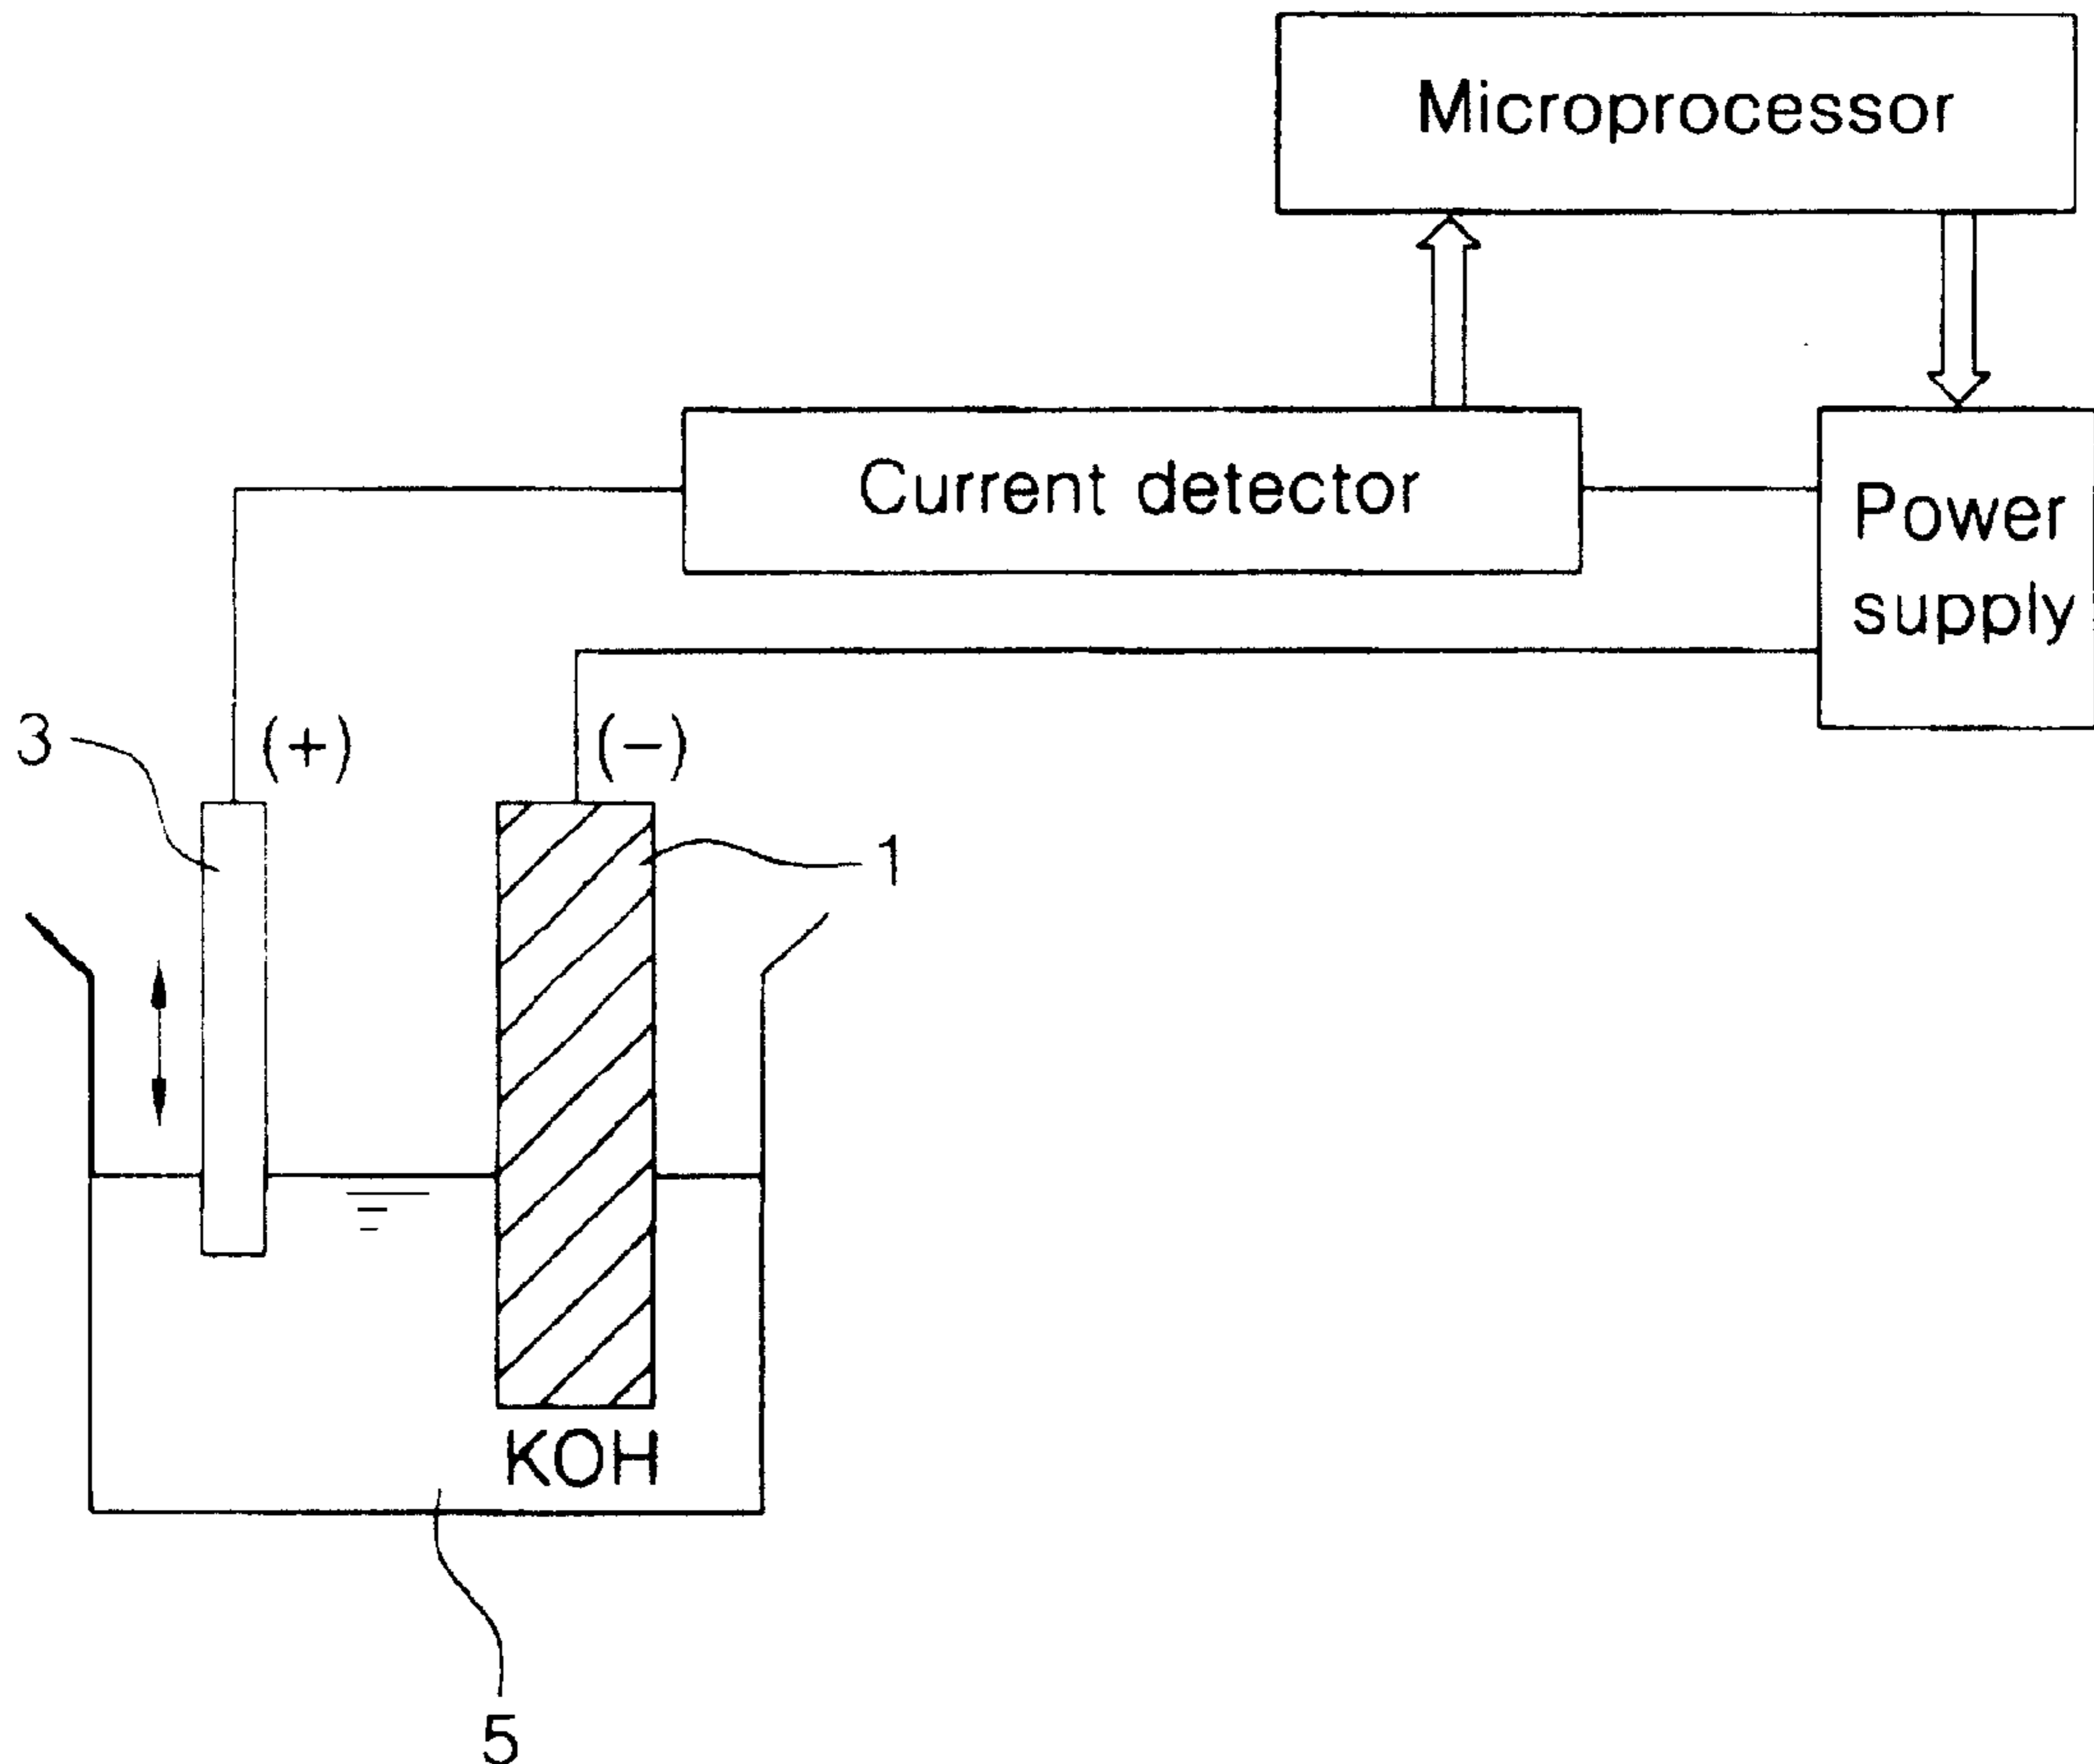 Microprocessor
Current detector
Power
supply
3
(+)
(−)
1
KOH
5